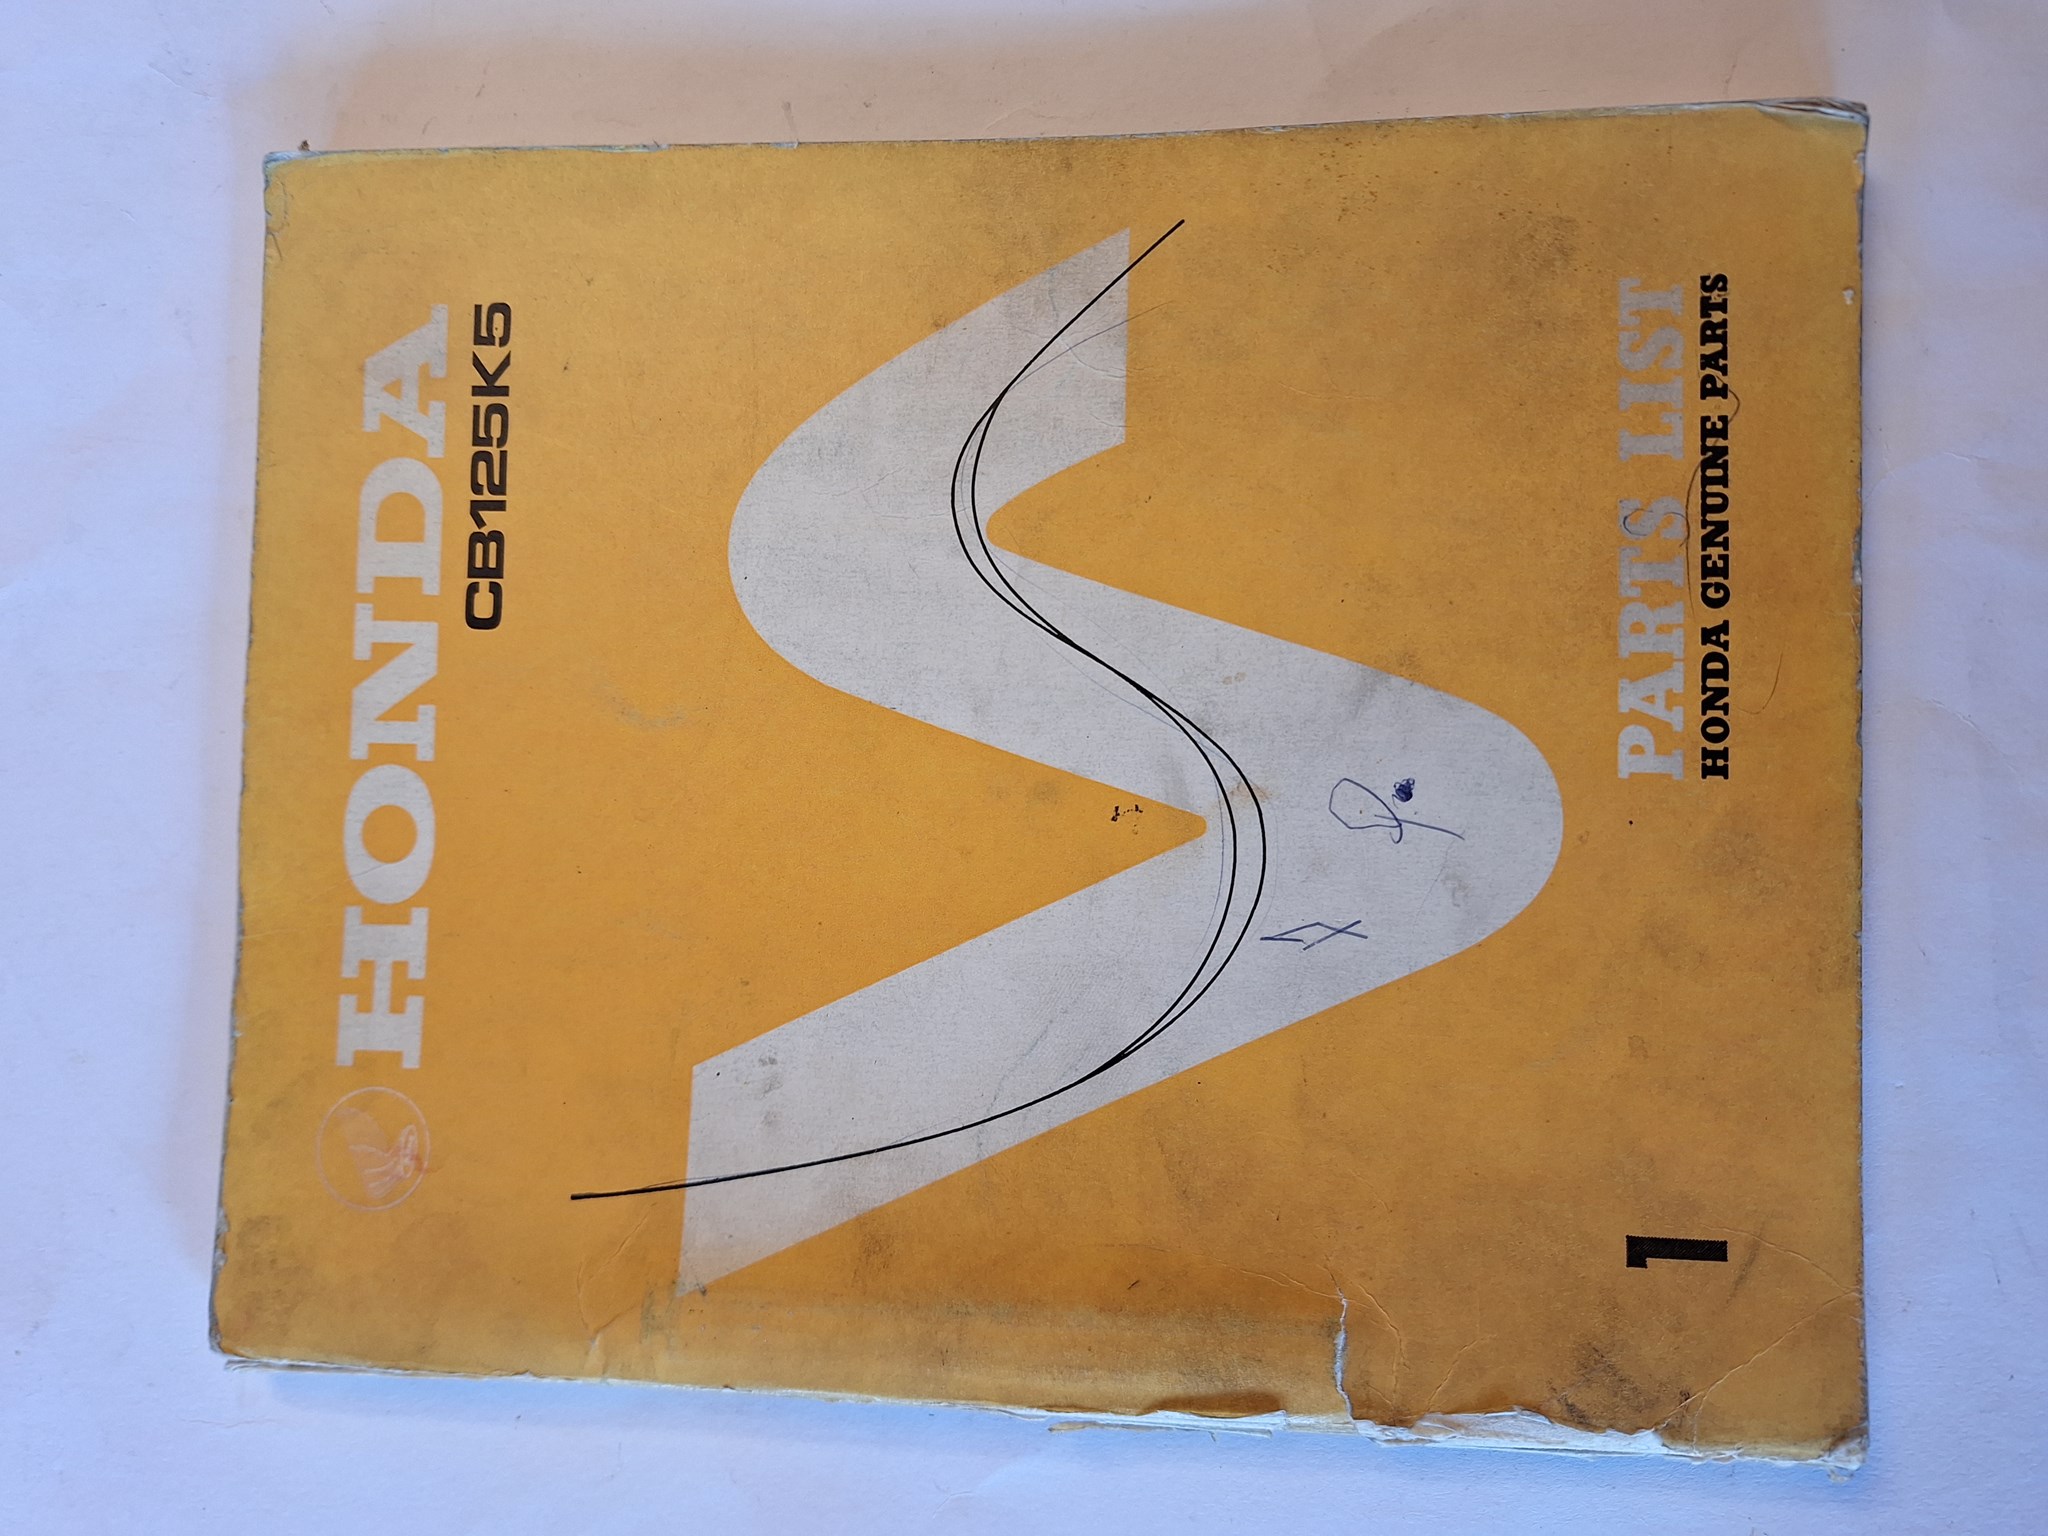 HONDA
CB125K5
PARTS LIST
HONDA GENUINE PARTS
1